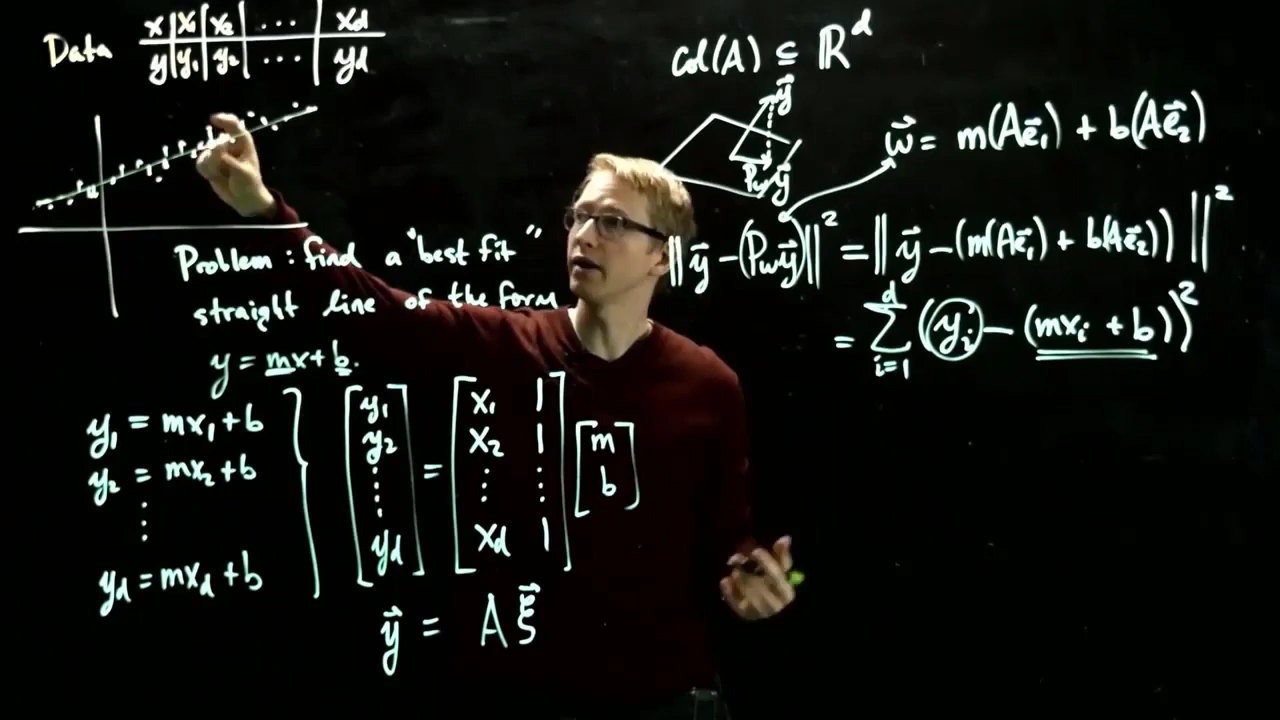 Data x | x₁ | x₂ | ... | x_d
y | y₁ | y₂ | ... | y_d
Problem: find a "best fit"
straight line of the form
y = mx + b.
y₁ = mx₁ + b
y₂ = mx₂ + b
⋮
y_d = mx_d + b
[y₁ y₂ ⋮ y_d] = [x₁ 1 x₂ 1 ⋮ ⋮ x_d 1] [m b]
y⃗ = A ξ⃗
Col(A) ⊆ ℝ^d
y⃗
P_W y⃗
w⃗ = m(Ae⃗₁) + b(Ae⃗₂)
‖y⃗ − (P_W y⃗)‖² = ‖y⃗ − (m(Ae⃗₁) + b(Ae⃗₂))‖²
= ∑_{i=1}^{d} (y_i − (mx_i + b))²